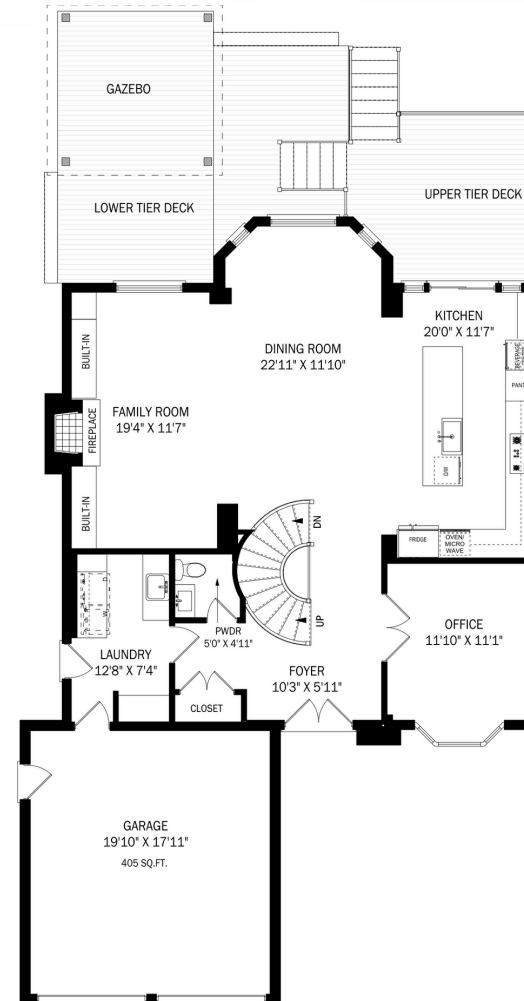 GAZEBO
LOWER TIER DECK
UPPER TIER DECK
KITCHEN
20'0" X 11'7"
DINING ROOM
22'11" X 11'10"
BUILT-IN
FIREPLACE
BUILT-IN
FAMILY ROOM
19'4" X 11'7"
BEVERAGE
PANT
DW
FRIDGE
OVEN/
MICRO
WAVE
DN
UP
W
D
PWDR
5'0" X 4'11"
LAUNDRY
12'8" X 7'4"
OFFICE
11'10" X 11'1"
FOYER
10'3" X 5'11"
CLOSET
GARAGE
19'10" X 17'11"
405 SQ.FT.